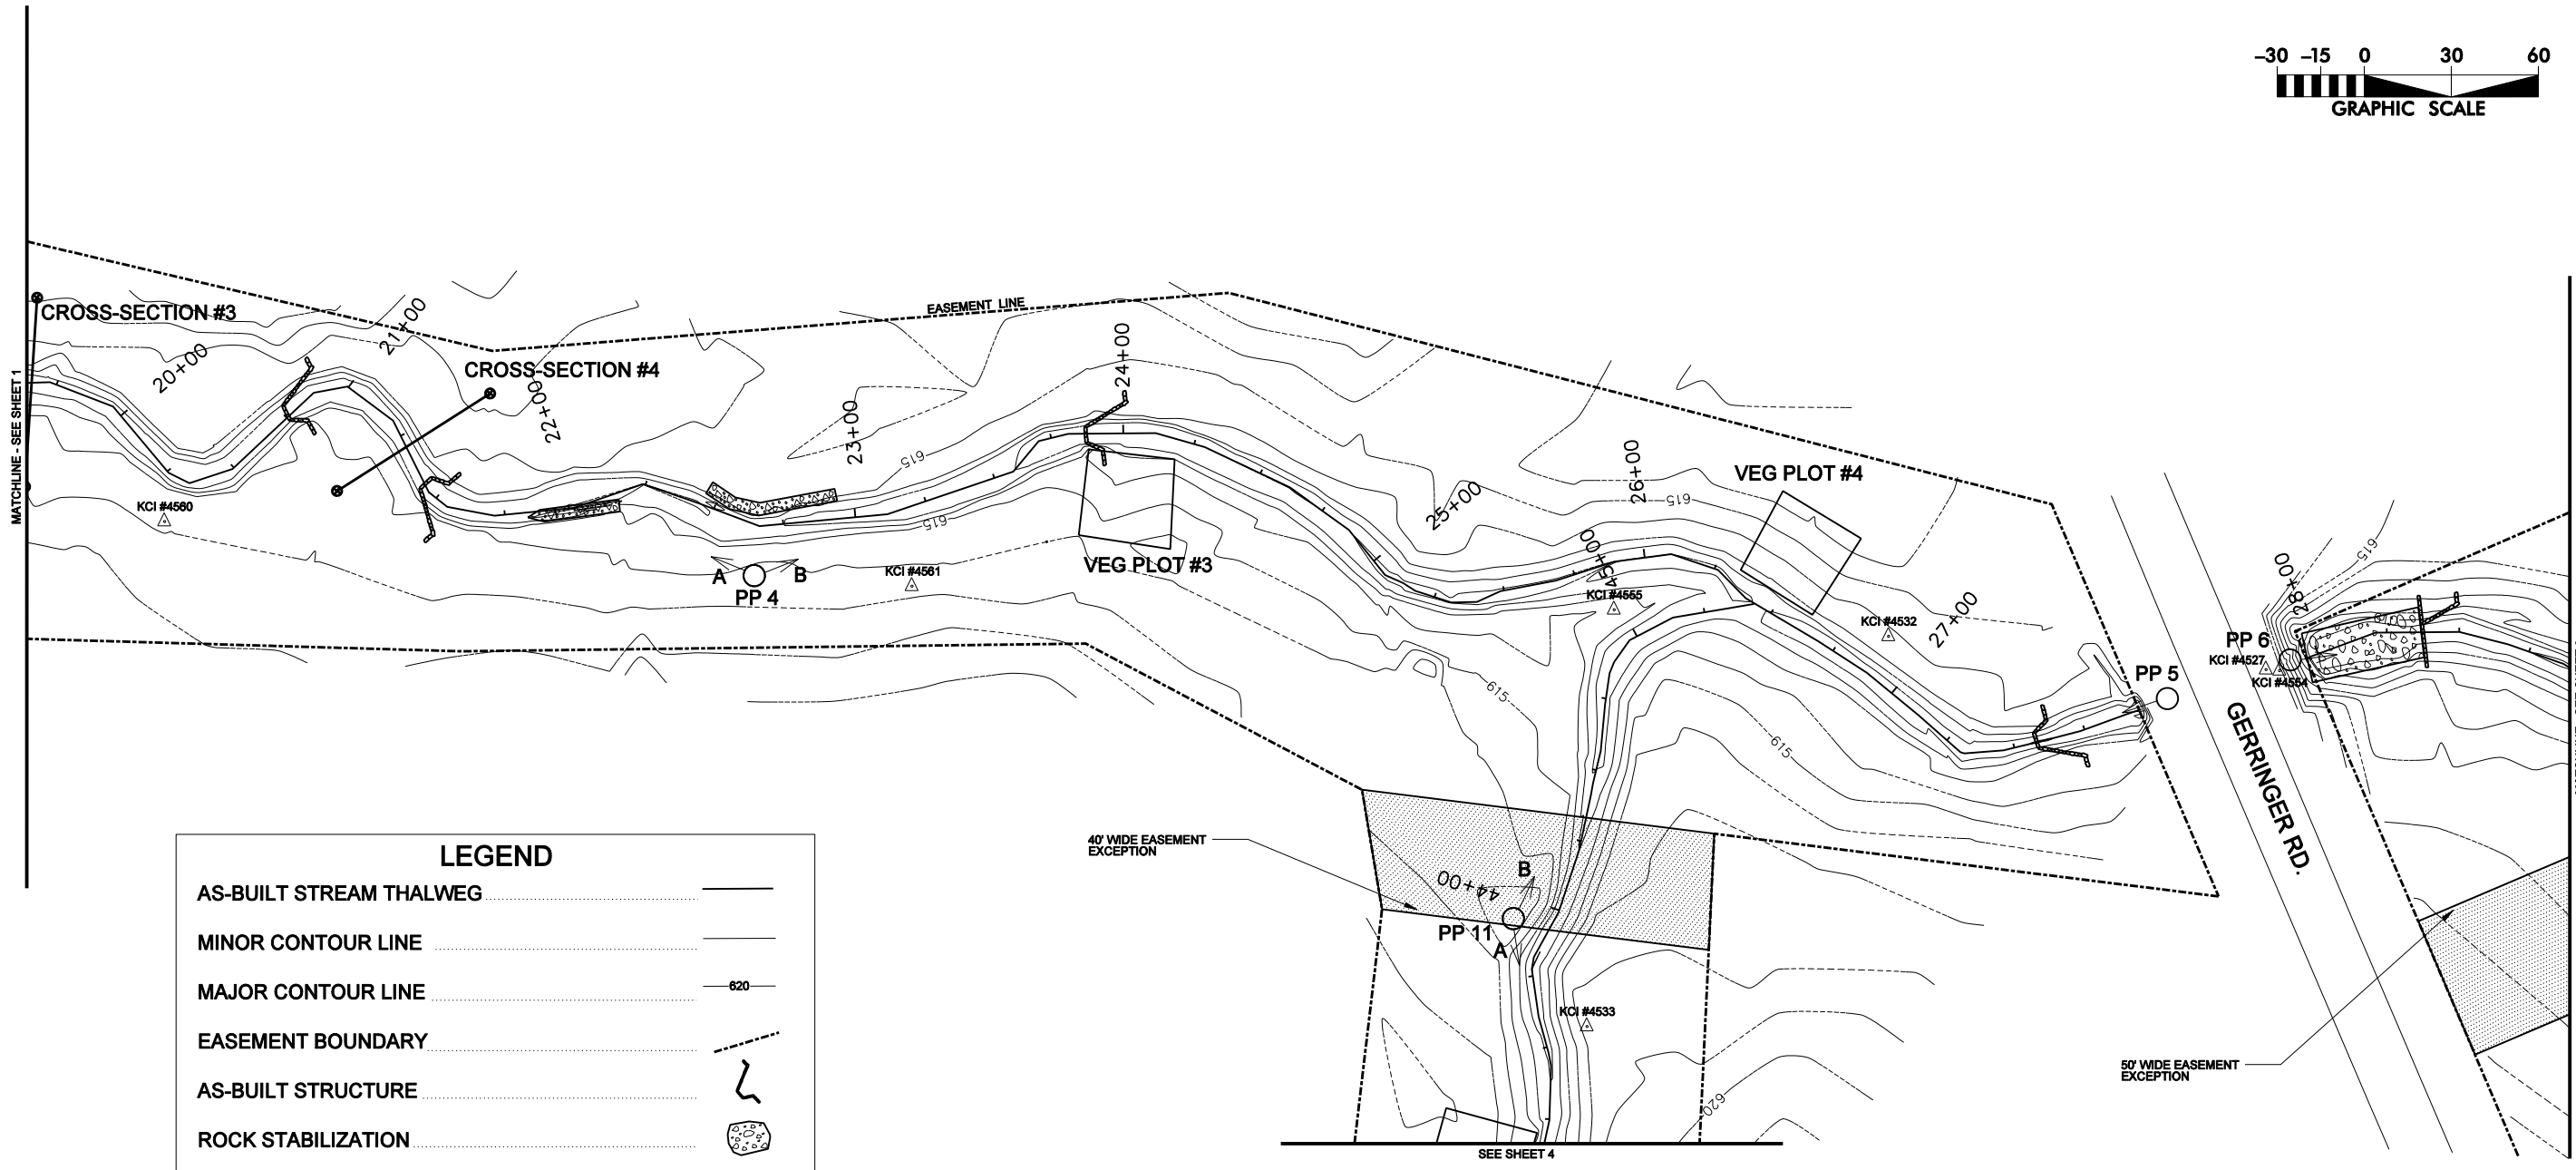 -30 -15 0 30 60
GRAPHIC SCALE
MATCHLINE - SEE SHEET 1
CROSS-SECTION #3
20+00
21+00
CROSS-SECTION #4
22+00
EASEMENT LINE
24+00
23+00
615
615
KCI #4560
A
B
PP 4
KCI #4561
VEG PLOT #3
25+00
26+00
615
VEG PLOT #4
45+00
KCI #4555
KCI #4532
27+00
615
615
PP 5
28+00
615
PP 6
KCI #4527
KCI #4554
GERRINGER RD.
40' WIDE EASEMENT
EXCEPTION
44+00
B
PP 11
A
KCI #4533
620
50' WIDE EASEMENT
EXCEPTION
SEE SHEET 4
LEGEND
AS-BUILT STREAM THALWEG
MINOR CONTOUR LINE
MAJOR CONTOUR LINE 620
EASEMENT BOUNDARY
AS-BUILT STRUCTURE
ROCK STABILIZATION